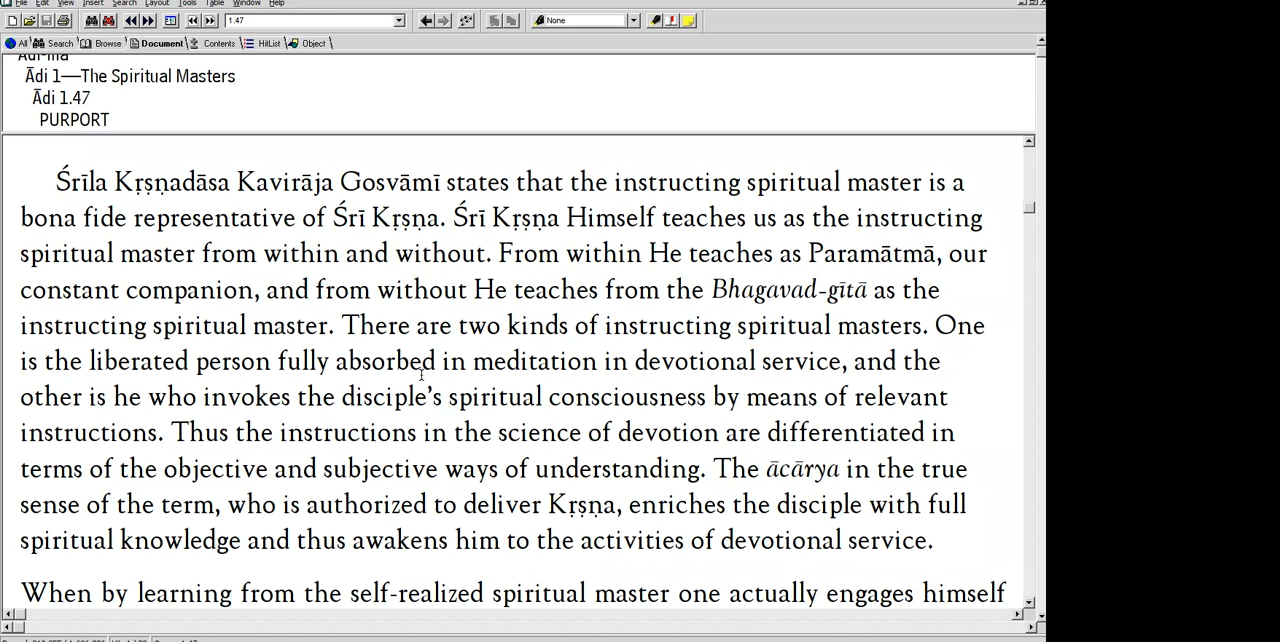 File Edit View Insert Search Layout Tools Table Window Help
1.47 None
All Search Browse Document Contents HitList Object
Ādi-līlā
Ādi 1—The Spiritual Masters
Ādi 1.47
PURPORT
Śrīla Kṛṣṇadāsa Kavirāja Gosvāmī states that the instructing spiritual master is a
bona fide representative of Śrī Kṛṣṇa. Śrī Kṛṣṇa Himself teaches us as the instructing
spiritual master from within and without. From within He teaches as Paramātmā, our
constant companion, and from without He teaches from the Bhagavad-gītā as the
instructing spiritual master. There are two kinds of instructing spiritual masters. One
is the liberated person fully absorbed in meditation in devotional service, and the
other is he who invokes the disciple’s spiritual consciousness by means of relevant
instructions. Thus the instructions in the science of devotion are differentiated in
terms of the objective and subjective ways of understanding. The ācārya in the true
sense of the term, who is authorized to deliver Kṛṣṇa, enriches the disciple with full
spiritual knowledge and thus awakens him to the activities of devotional service.
When by learning from the self-realized spiritual master one actually engages himself